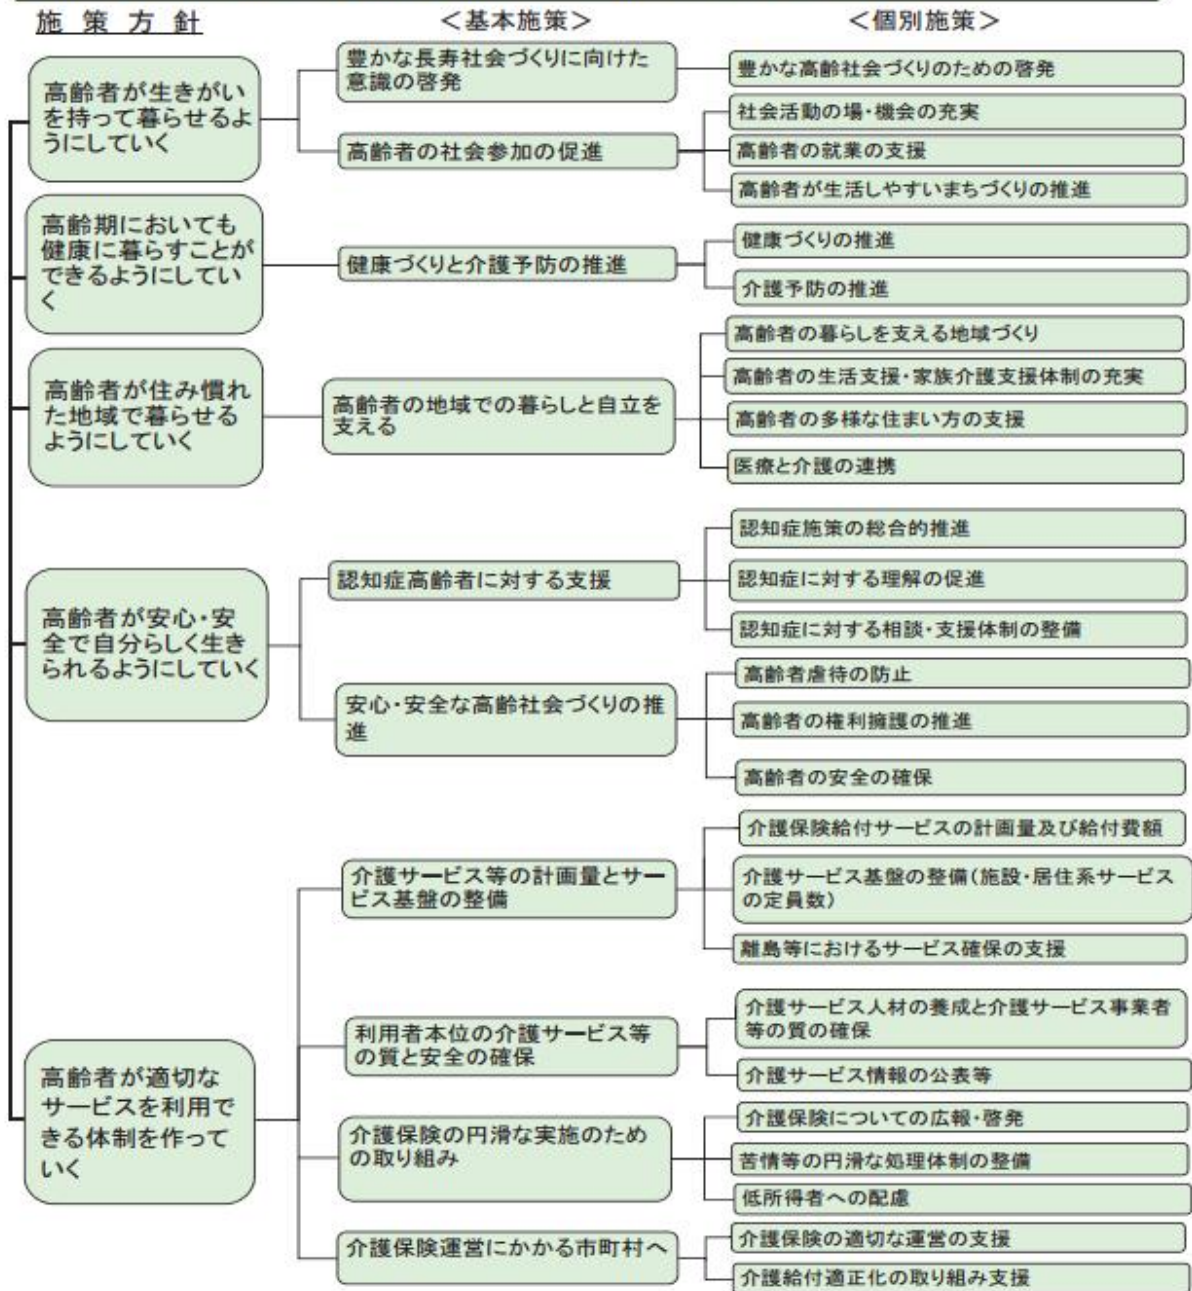 施策方針
<基本施策>
<個別施策>
高齢者が生きがい
を持って暮らせるよ
うにしていく
豊かな長寿社会づくりに向けた
意識の啓発
豊かな高齢社会づくりのための啓発
高齢者の社会参加の促進
社会活動の場・機会の充実
高齢者の就業の支援
高齢者が生活しやすいまちづくりの推進
高齢期においても
健康に暮らすことが
できるようにしてい
く
健康づくりと介護予防の推進
健康づくりの推進
介護予防の推進
高齢者が住み慣れ
た地域で暮らせる
ようにしていく
高齢者の地域での暮らしと自立を
支える
高齢者の暮らしを支える地域づくり
高齢者の生活支援・家族介護支援体制の充実
高齢者の多様な住まい方の支援
医療と介護の連携
高齢者が安心・安
全で自分らしく生き
られるようにしていく
認知症高齢者に対する支援
認知症施策の総合的推進
認知症に対する理解の促進
認知症に対する相談・支援体制の整備
安心・安全な高齢社会づくりの推
進
高齢者虐待の防止
高齢者の権利擁護の推進
高齢者の安全の確保
高齢者が適切な
サービスを利用で
きる体制を作って
いく
介護サービス等の計画量とサー
ビス基盤の整備
介護保険給付サービスの計画量及び給付費額
介護サービス基盤の整備(施設・居住系サービス
の定員数)
離島等におけるサービス確保の支援
利用者本位の介護サービス等
の質と安全の確保
介護サービス人材の養成と介護サービス事業者
等の質の確保
介護サービス情報の公表等
介護保険の円滑な実施のため
の取り組み
介護保険についての広報・啓発
苦情等の円滑な処理体制の整備
低所得者への配慮
介護保険運営にかかる市町村へ
介護保険の適切な運営の支援
介護給付適正化の取り組み支援